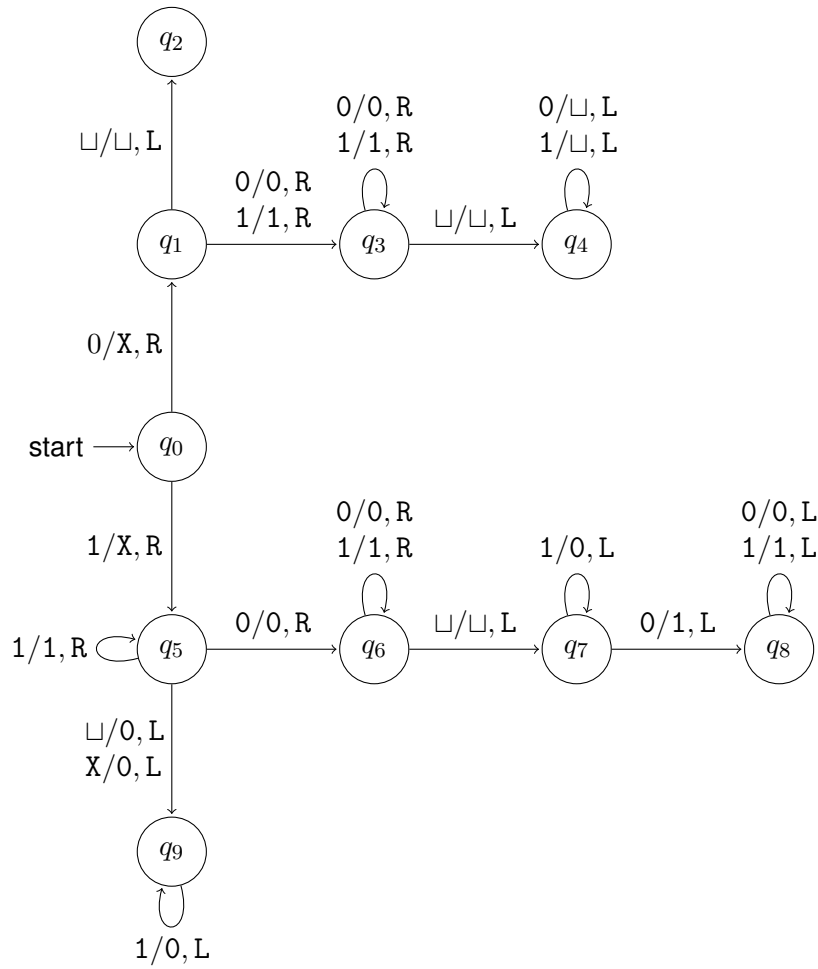 q2
⊔/⊔, L
0/0, R
1/1, R
0/⊔, L
1/⊔, L
0/0, R
1/1, R
q1
q3
⊔/⊔, L
q4
0/X, R
start
q0
1/X, R
0/0, R
1/1, R
1/0, L
0/0, L
1/1, L
1/1, R
q5
0/0, R
q6
⊔/⊔, L
q7
0/1, L
q8
⊔/0, L
X/0, L
q9
1/0, L